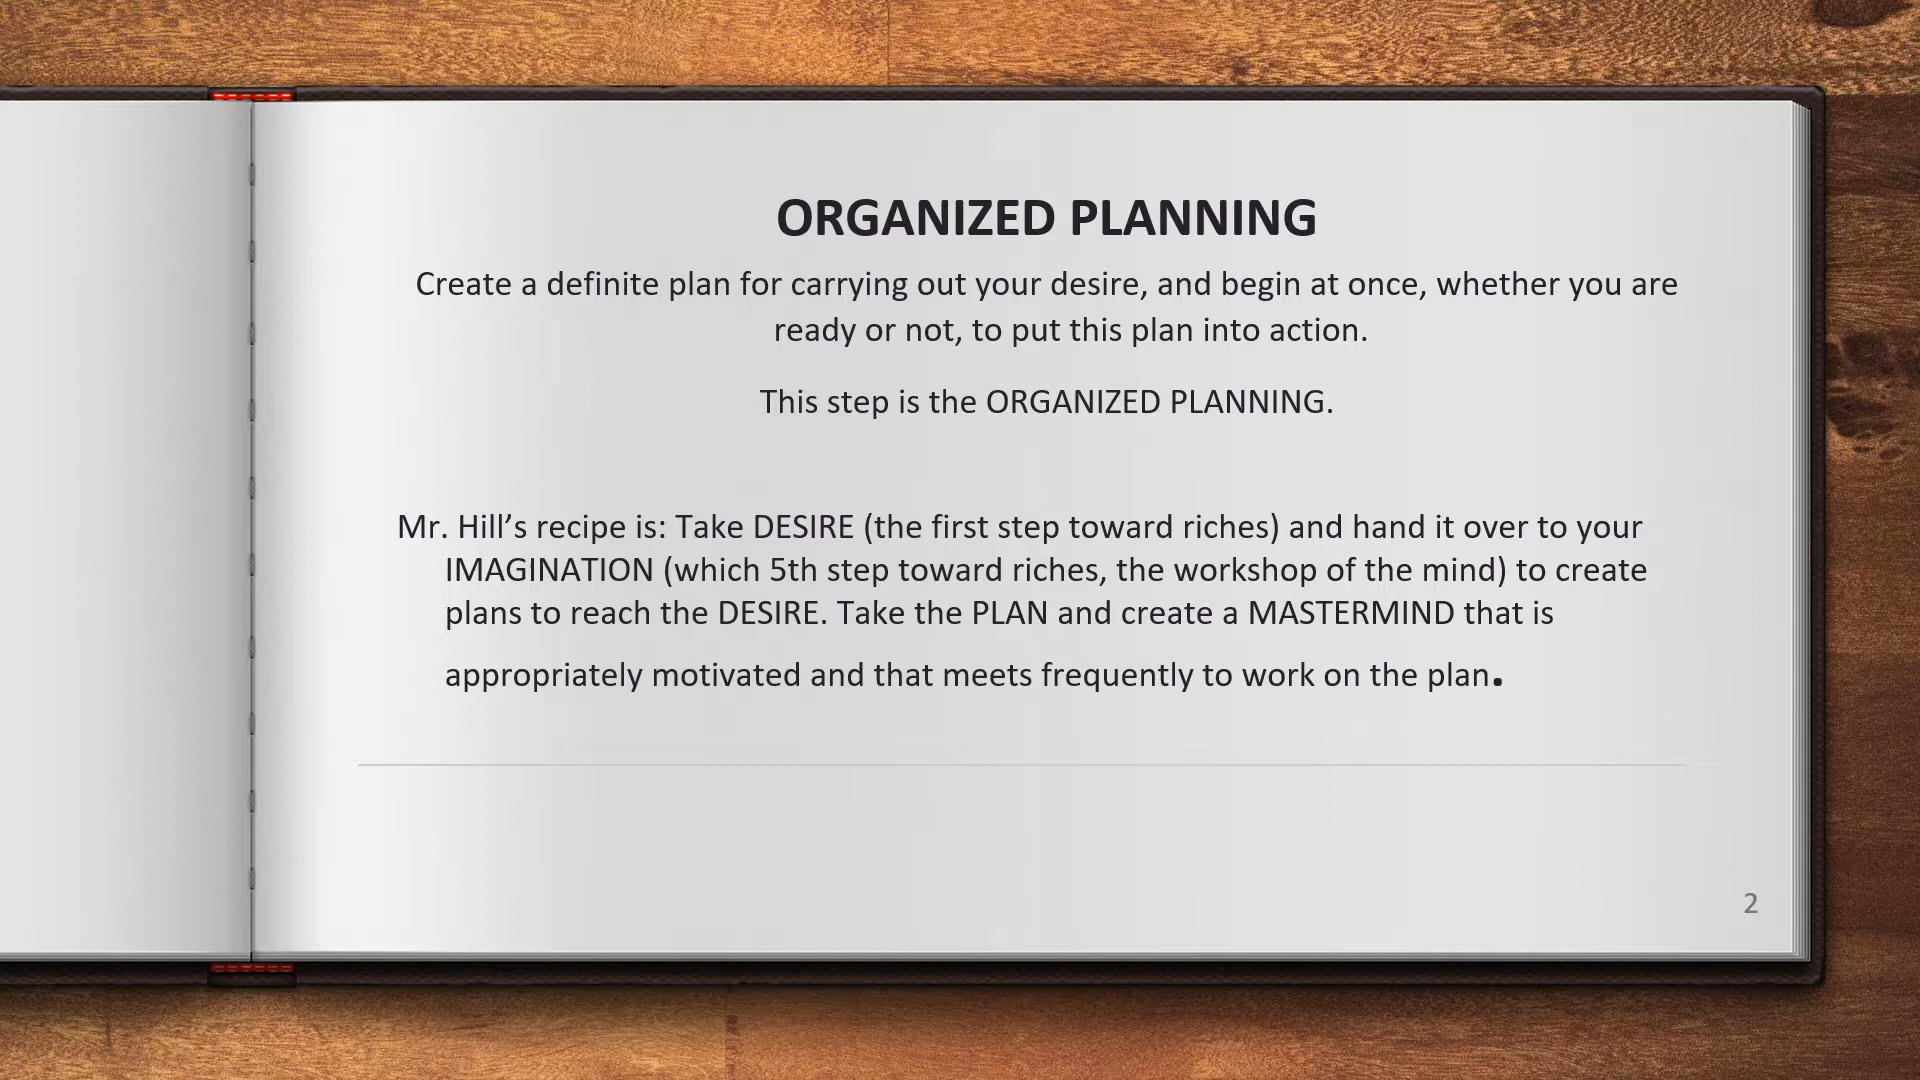 ORGANIZED PLANNING
Create a definite plan for carrying out your desire, and begin at once, whether you are
ready or not, to put this plan into action.
This step is the ORGANIZED PLANNING.
Mr. Hill’s recipe is: Take DESIRE (the first step toward riches) and hand it over to your
IMAGINATION (which 5th step toward riches, the workshop of the mind) to create
plans to reach the DESIRE. Take the PLAN and create a MASTERMIND that is
appropriately motivated and that meets frequently to work on the plan.
2